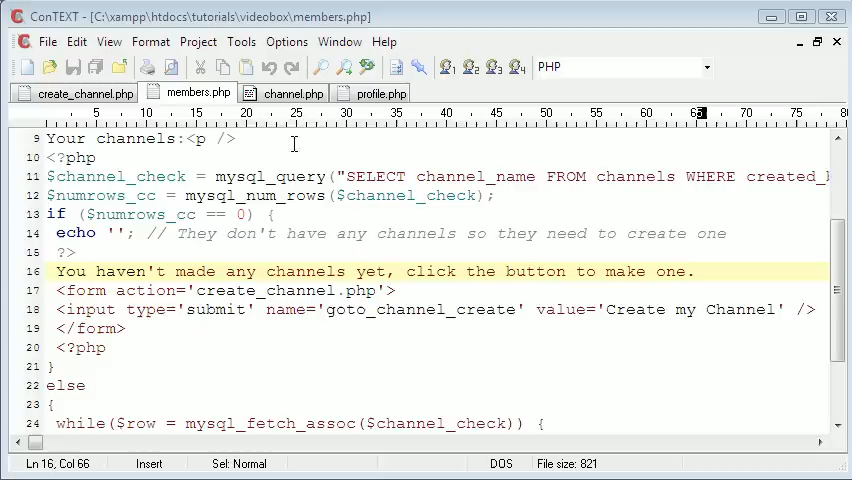 ConTEXT - [C:\xampp\htdocs\tutorials\videobox\members.php]
File Edit View Format Project Tools Options Window Help
1 2 3 4 PHP
create_channel.php members.php channel.php profile.php
5 10 15 20 25 30 35 40 45 50 55 60 65 70 75 80
9 Your channels:<p />
10 <?php
11 $channel_check = mysql_query("SELECT channel_name FROM channels WHERE created_b
12 $numrows_cc = mysql_num_rows($channel_check);
13 if ($numrows_cc == 0) {
14 echo ''; // They don't have any channels so they need to create one
15 ?>
16 You haven't made any channels yet, click the button to make one.
17 <form action='create_channel.php'>
18 <input type='submit' name='goto_channel_create' value='Create my Channel' />
19 </form>
20 <?php
21 }
22 else
23 {
24 while($row = mysql_fetch_assoc($channel_check)) {
Ln 16, Col 66 Insert Sel: Normal DOS File size: 821